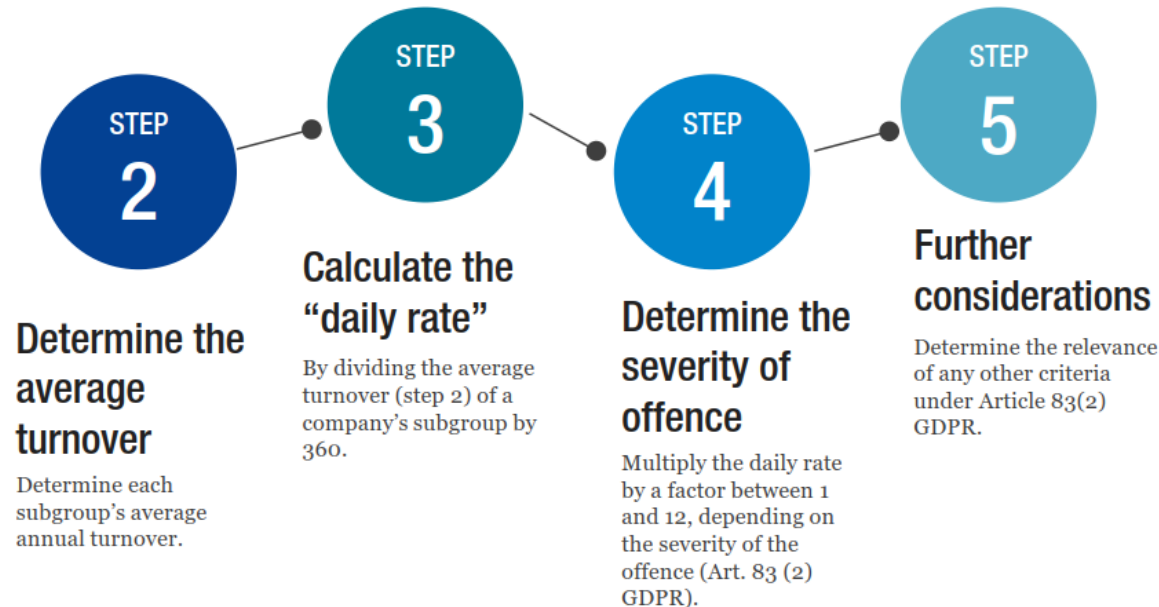 STEP
2
Determine the
average
turnover
Determine each
subgroup's average
annual turnover.
STEP
3
Calculate the
“daily rate”
By dividing the average
turnover (step 2) of a
company's subgroup by
360.
STEP
4
Determine the
severity of
offence
Multiply the daily rate
by a factor between 1
and 12, depending on
the severity of the
offence (Art. 83 (2)
GDPR).
STEP
5
Further
considerations
Determine the relevance
of any other criteria
under Article 83(2)
GDPR.